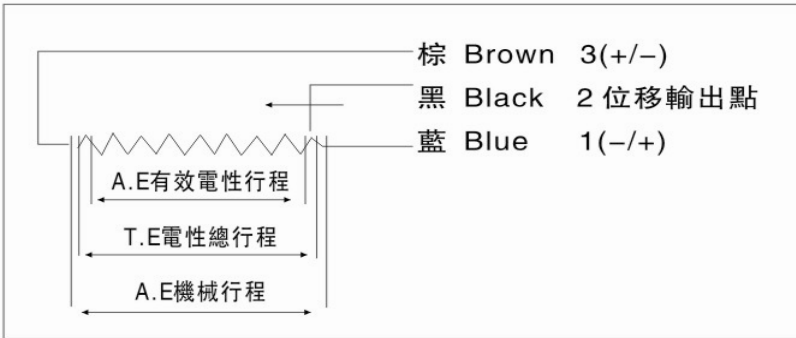 棕 Brown 3(+/−)
黑 Black 2 位移輸出點
藍 Blue 1(−/+)
A.E有效電性行程
T.E電性總行程
A.E機械行程